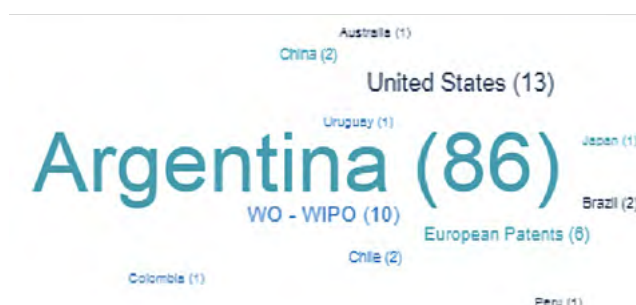 Australia (1)
China (2)
United States (13)
Uruguay (1)
Argentina (86)
Japan (1)
Brazil (2)
WO - WIPO (10)
European Patents (6)
Chile (2)
Colombia (1)
Peru (1)